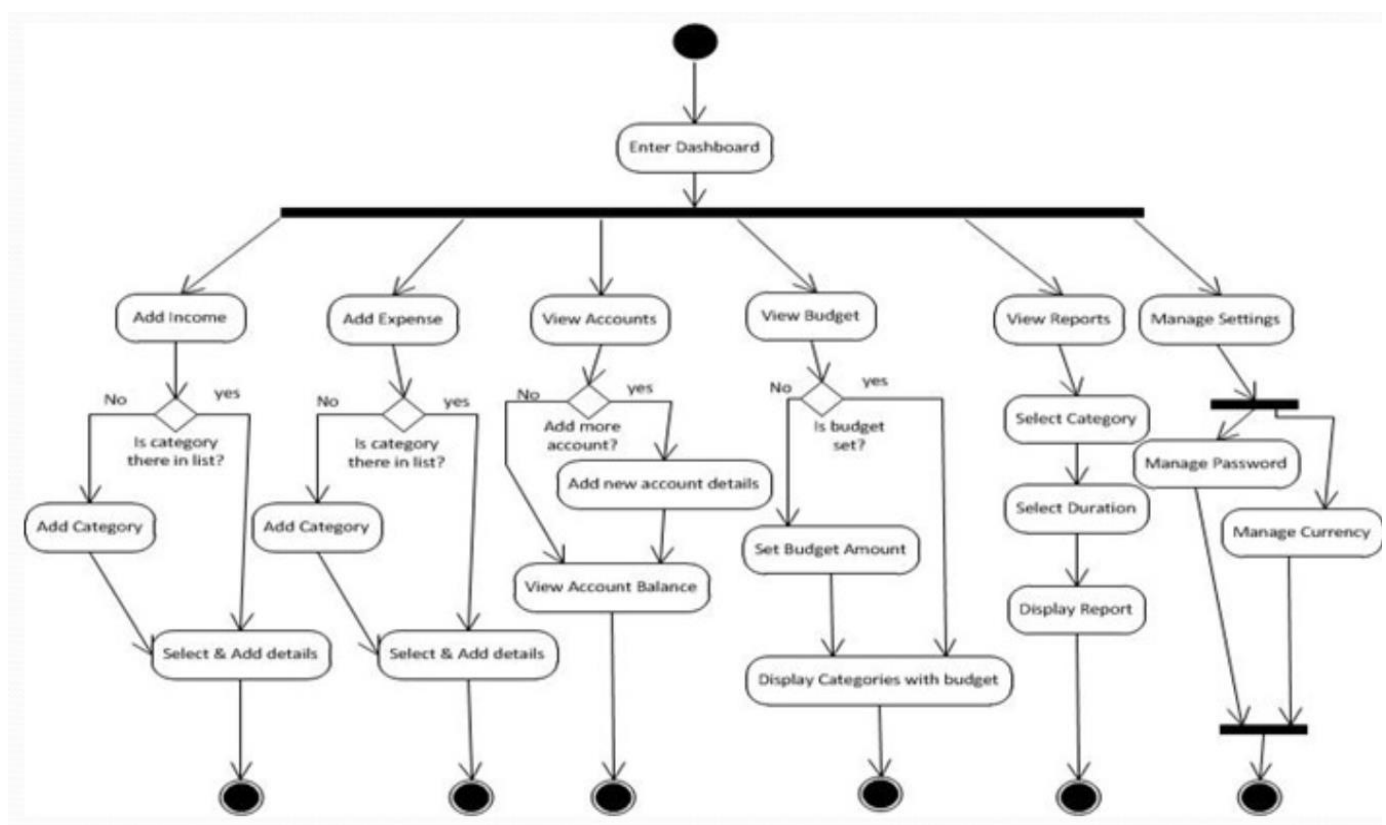 Enter Dashboard
Add Income
Add Expense
View Accounts
View Budget
View Reports
Manage Settings
No
yes
Is category
there in list?
No
yes
Is category
there in list?
No
yes
Add more
account?
No
yes
Is budget
set?
Select Category
Manage Password
Add new account details
Select Duration
Add Category
Add Category
Set Budget Amount
Manage Currency
View Account Balance
Display Report
Select & Add details
Select & Add details
Display Categories with budget